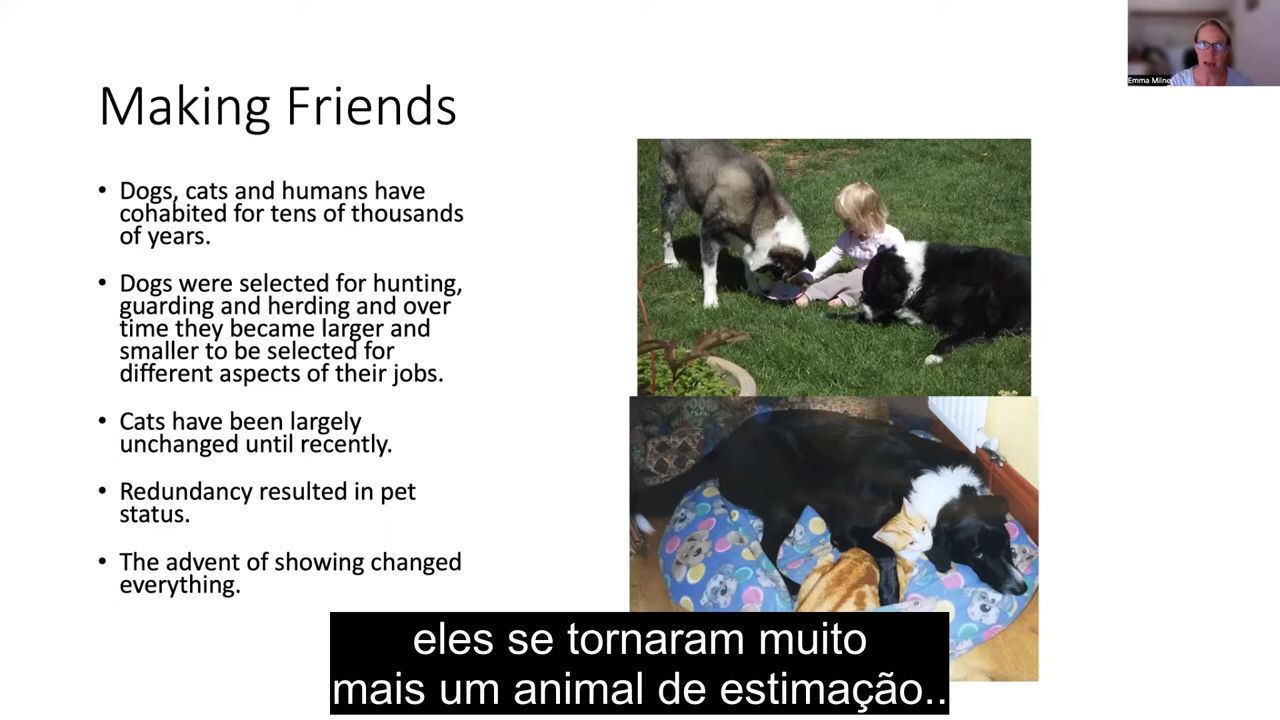 Emma Milne
Making Friends
• Dogs, cats and humans have
cohabited for tens of thousands
of years.
• Dogs were selected for hunting,
guarding and herding and over
time they became larger and
smaller to be selected for
different aspects of their jobs.
• Cats have been largely
unchanged until recently.
• Redundancy resulted in pet
status.
• The advent of showing changed
everything.
eles se tornaram muito
mais um animal de estimação..